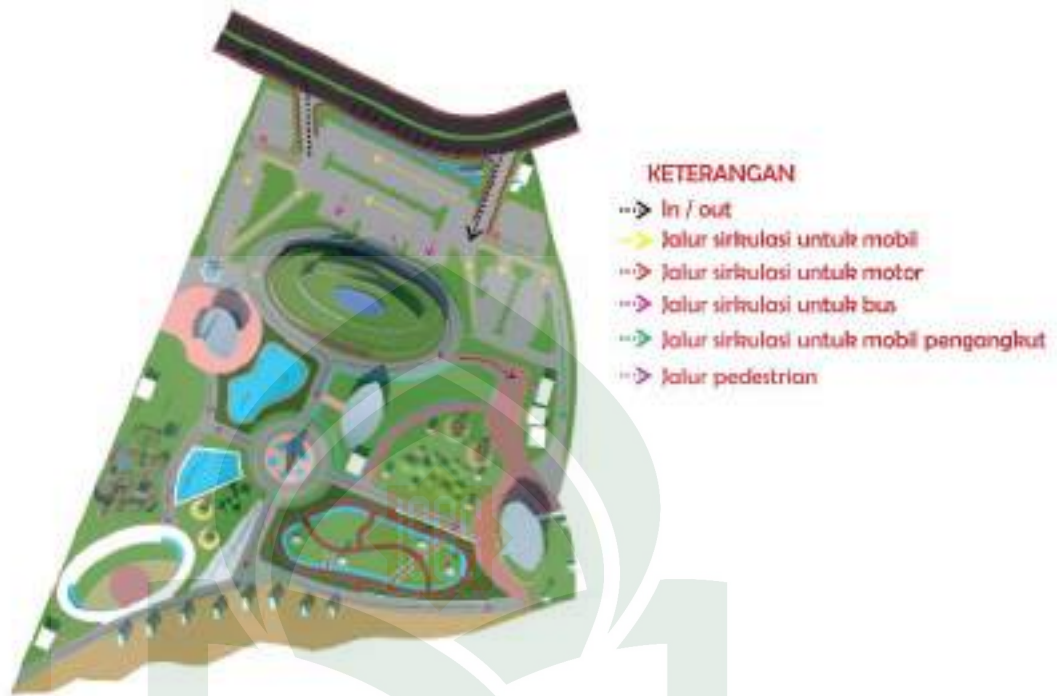 KETERANGAN
In / out
Jalur sirkulasi untuk mobil
Jalur sirkulasi untuk motor
Jalur sirkulasi untuk bus
Jalur sirkulasi untuk mobil pengangkut
Jalur pedestrian